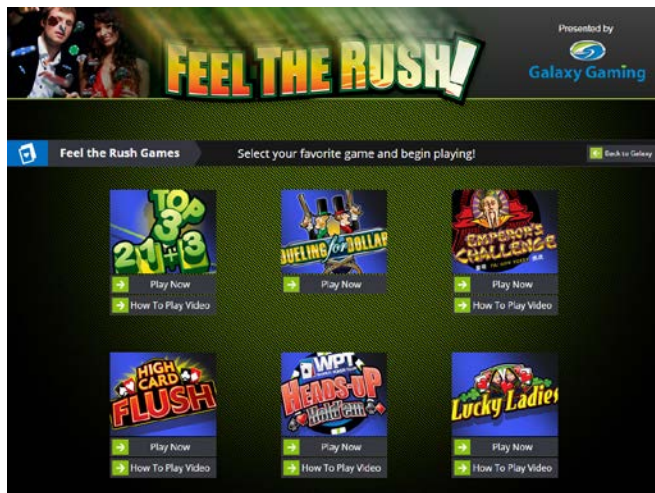 Presented by
FEEL THE RUSH!
Galaxy Gaming
Feel the Rush Games
Select your favorite game and begin playing!
Back to Galaxy
TOP
3
21+3
DUELING for DOLLAR
EMPEROR'S
CHALLENGE
Play Now
Play Now
Play Now
How To Play Video
How To Play Video
HIGH
CARD
FLUSH
WPT
HEADS-UP
Hold'em
Lucky Ladies
Play Now
Play Now
Play Now
How To Play Video
How To Play Video
How To Play Video